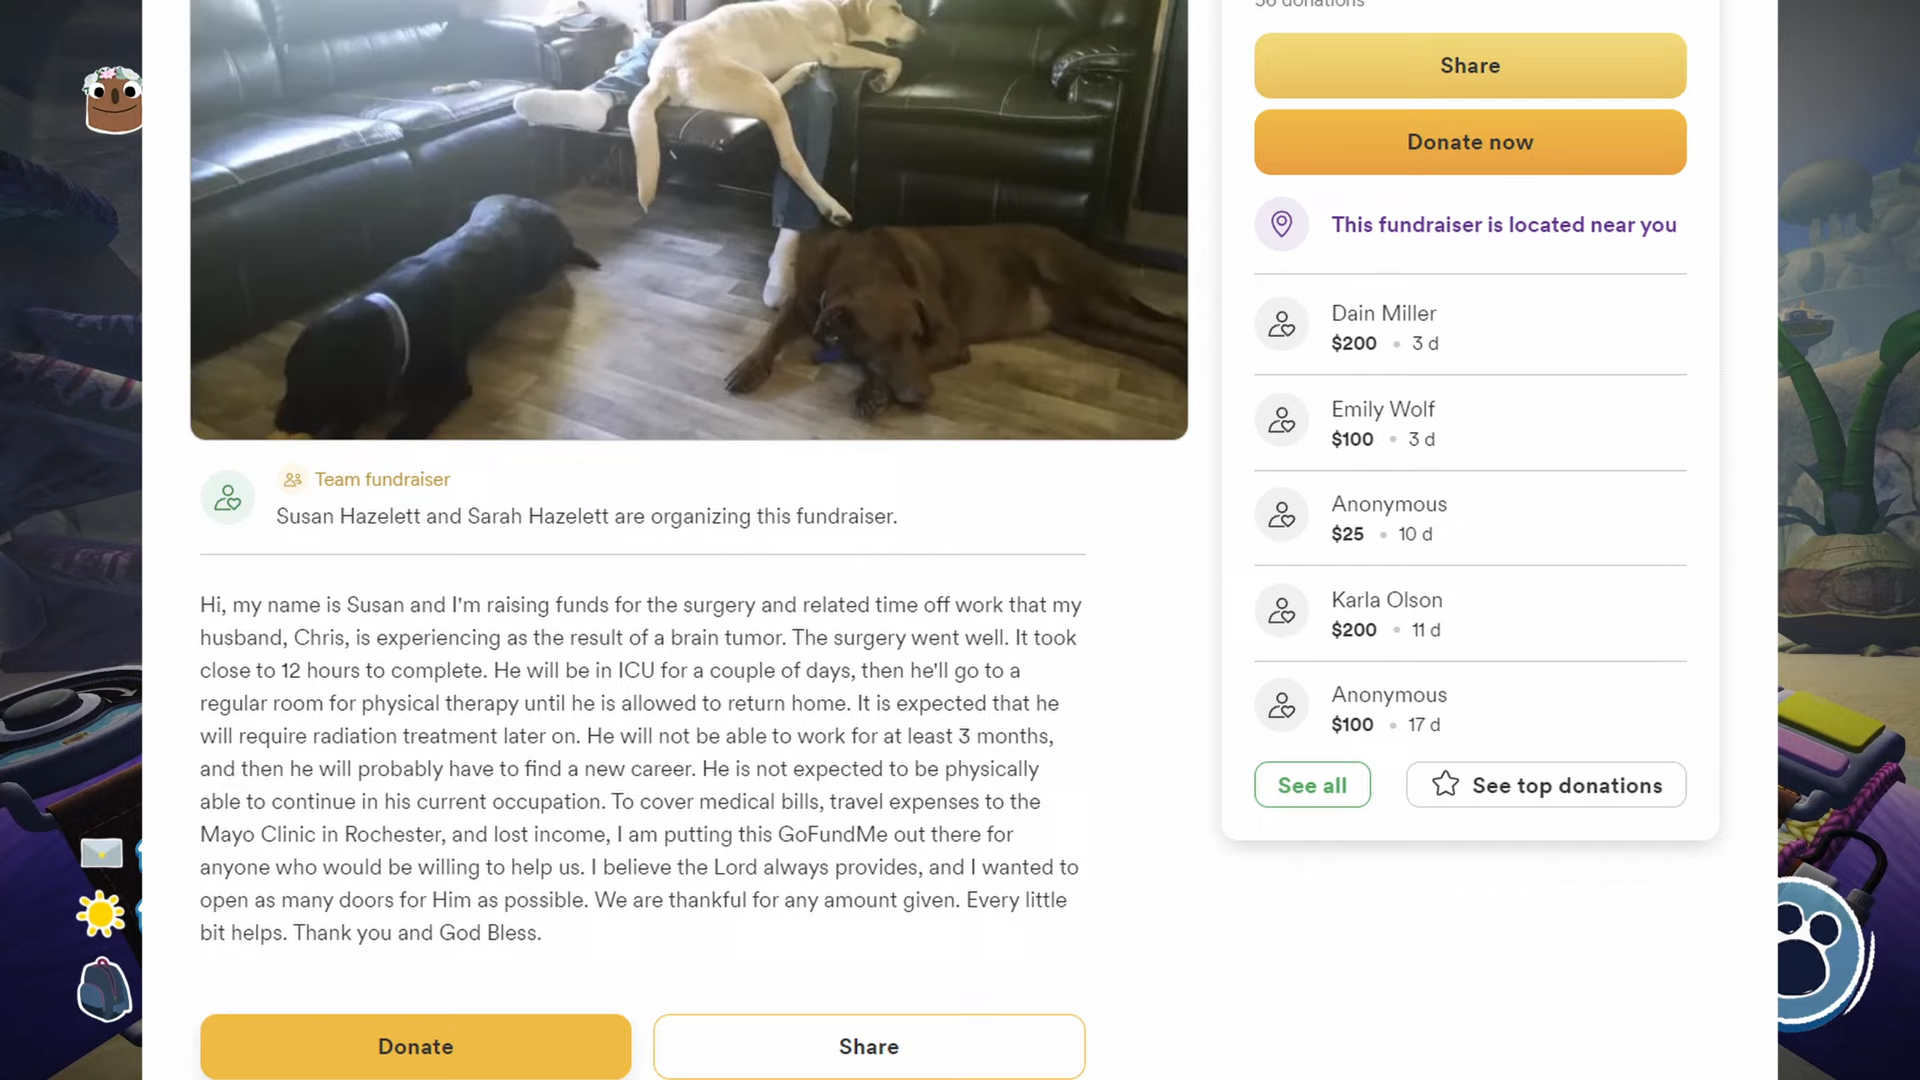 Share
Donate now
This fundraiser is located near you
Dain Miller
$200 • 3 d
Emily Wolf
$100 • 3 d
Anonymous
$25 • 10 d
Karla Olson
$200 • 11 d
Anonymous
$100 • 17 d
See all
See top donations
Team fundraiser
Susan Hazelett and Sarah Hazelett are organizing this fundraiser.
Hi, my name is Susan and I'm raising funds for the surgery and related time off work that my
husband, Chris, is experiencing as the result of a brain tumor. The surgery went well. It took
close to 12 hours to complete. He will be in ICU for a couple of days, then he'll go to a
regular room for physical therapy until he is allowed to return home. It is expected that he
will require radiation treatment later on. He will not be able to work for at least 3 months,
and then he will probably have to find a new career. He is not expected to be physically
able to continue in his current occupation. To cover medical bills, travel expenses to the
Mayo Clinic in Rochester, and lost income, I am putting this GoFundMe out there for
anyone who would be willing to help us. I believe the Lord always provides, and I wanted to
open as many doors for Him as possible. We are thankful for any amount given. Every little
bit helps. Thank you and God Bless.
Donate
Share